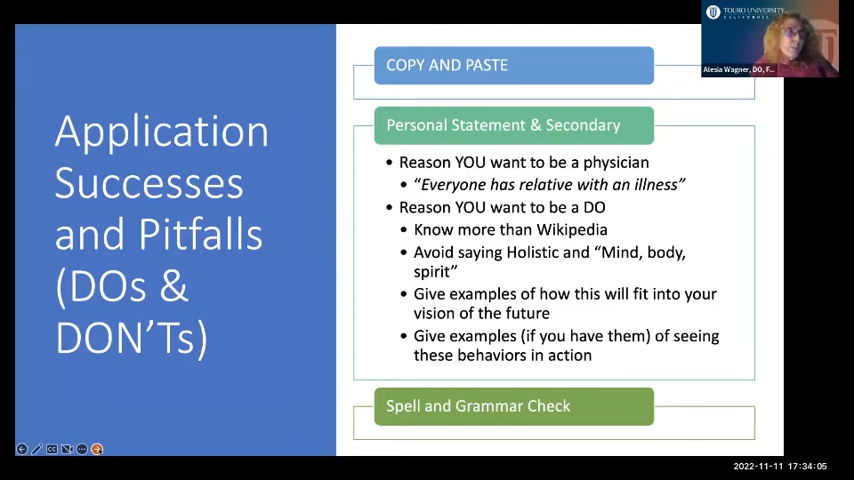 TOURO UNIVERSITY
CALIFORNIA
Alesia Wagner, DO, F...
COPY AND PASTE
Application
Successes
and Pitfalls
(DOs &
DON'Ts)
Personal Statement & Secondary
• Reason YOU want to be a physician
• "Everyone has relative with an illness"
• Reason YOU want to be a DO
• Know more than Wikipedia
• Avoid saying Holistic and "Mind, body,
spirit"
• Give examples of how this will fit into your
vision of the future
• Give examples (if you have them) of seeing
these behaviors in action
Spell and Grammar Check
CC
2022-11-11 17:34:05